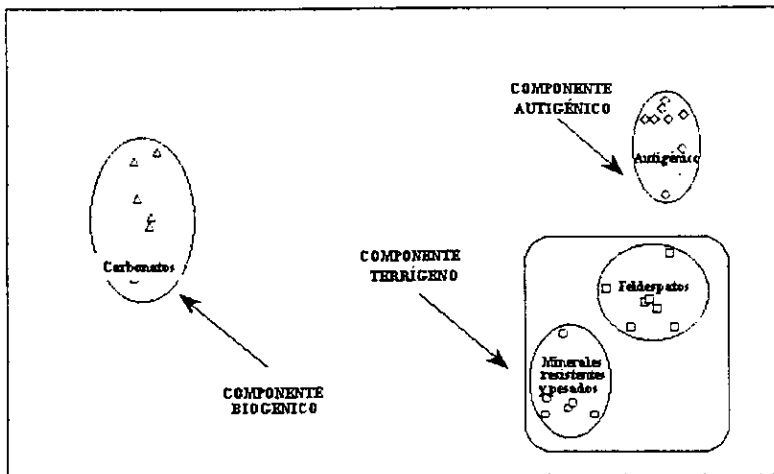 COMPONENTE
AUTIGÉNICO
Autigénico
Carbonatos
COMPONENTE
TERRÍGENO
Feldespatos
Minerales
resistentes
y pesados
COMPONENTE
BIOGENICO